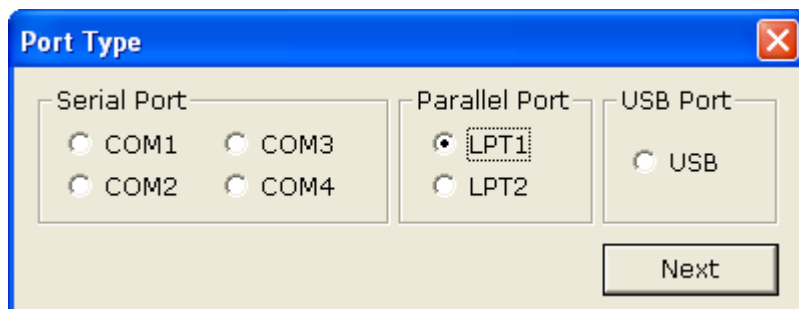 Port Type
Serial Port Parallel Port USB Port
COM1 COM3 LPT1 USB
COM2 COM4 LPT2
Next